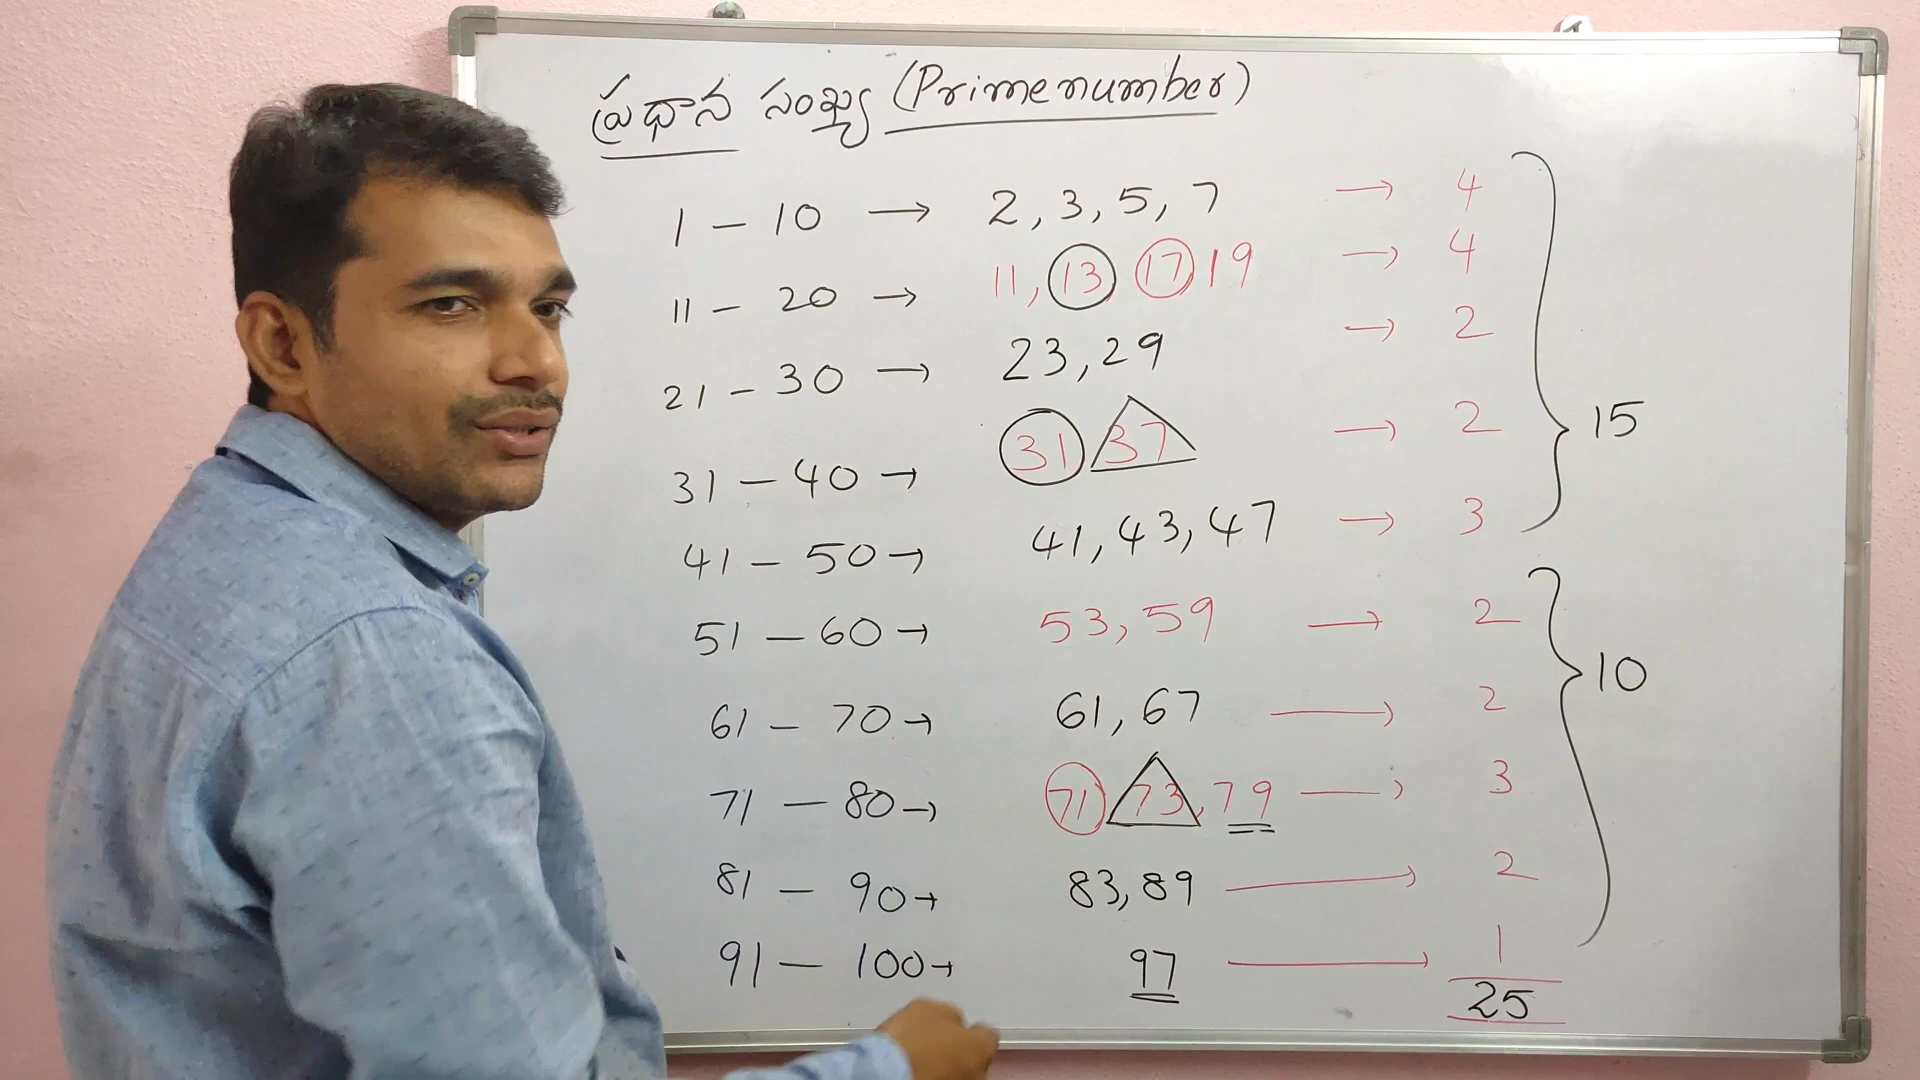 ప్రధాన సంఖ్య (Prime number)
1 – 10 → 2, 3, 5, 7 → 4
11 – 20 → 11, 13 17 19 → 4
21 – 30 → 23, 29 → 2
31 – 40 → 31 37 → 2
15
41 – 50 → 41, 43, 47 → 3
51 – 60 → 53, 59 → 2
61 – 70 → 61, 67 → 2
10
71 – 80 → 71 73, 79 → 3
81 – 90 → 83, 89 → 2
91 – 100 → 97 → 1
25